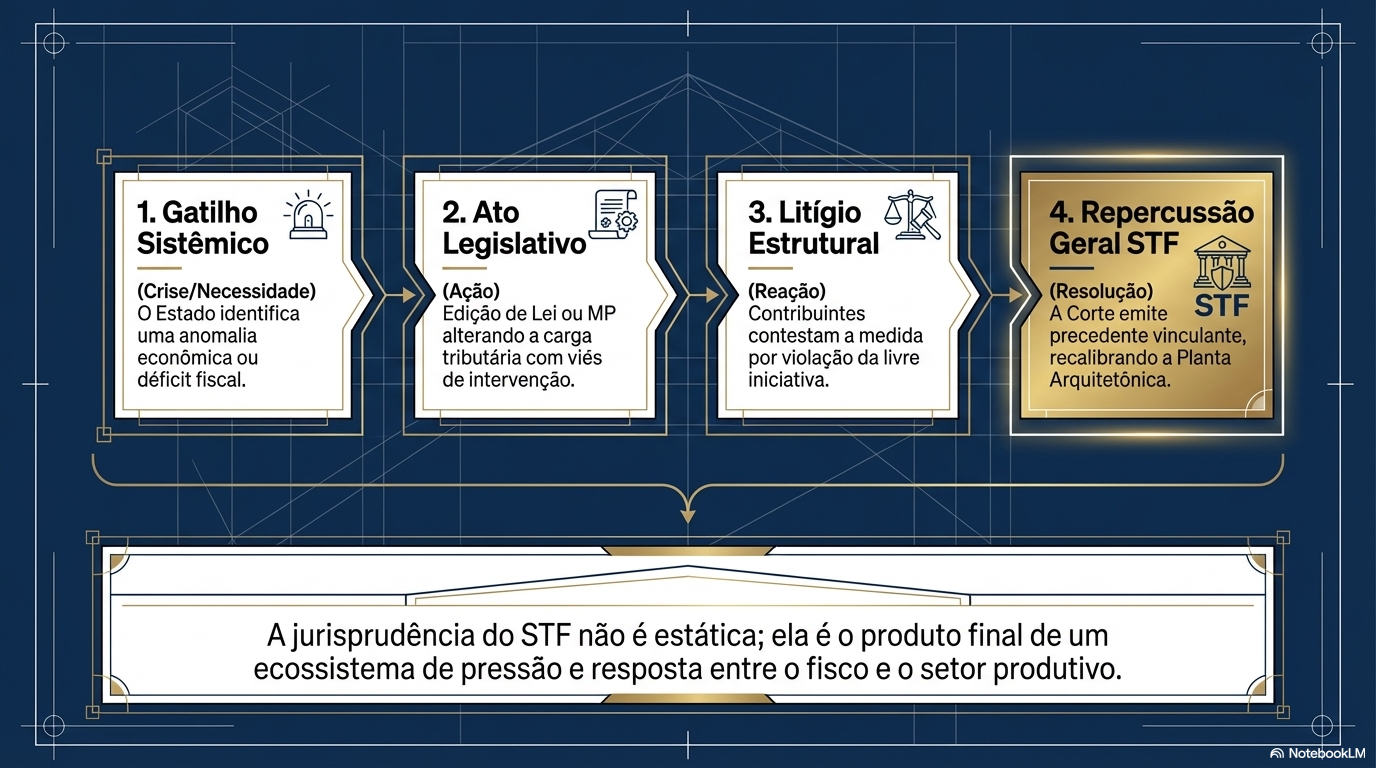 1. Gatilho
Sistêmico
(Crise/Necessidade)
O Estado identifica
uma anomalia
econômica ou
déficit fiscal.
2. Ato
Legislativo
(Ação)
Edição de Lei ou MP
alterando a carga
tributária com viés
de intervenção.
3. Litígio
Estrutural
(Reação)
Contribuintes
contestam a medida
por violação da livre
iniciativa.
4. Repercussão
Geral STF
STF
(Resolução)
A Corte emite
precedente vinculante,
recalibrando a Planta
Arquitetônica.
A jurisprudência do STF não é estática; ela é o produto final de um
ecossistema de pressão e resposta entre o fisco e o setor produtivo.
NotebookLM